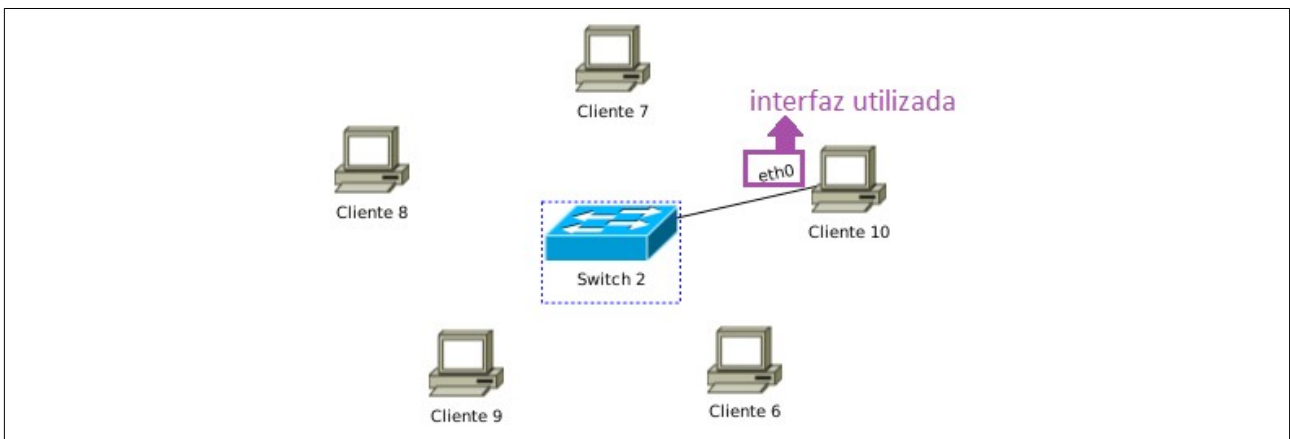 Cliente 7
interfaz utilizada
eth0
Cliente 8
Cliente 10
Switch 2
Cliente 9
Cliente 6